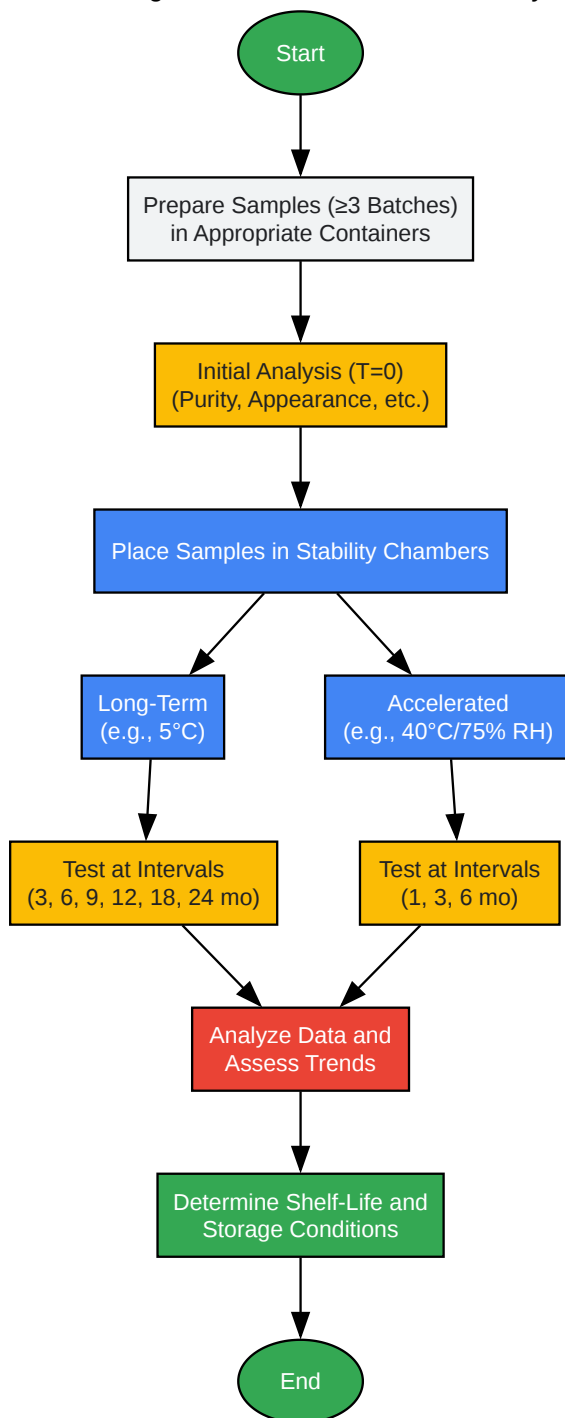 Start
Prepare Samples (≥3 Batches)
in Appropriate Containers
Initial Analysis (T=0)
(Purity, Appearance, etc.)
Place Samples in Stability Chambers
Long-Term
(e.g., 5°C)
Accelerated
(e.g., 40°C/75% RH)
Test at Intervals
(3, 6, 9, 12, 18, 24 mo)
Test at Intervals
(1, 3, 6 mo)
Analyze Data and
Assess Trends
Determine Shelf-Life and
Storage Conditions
End